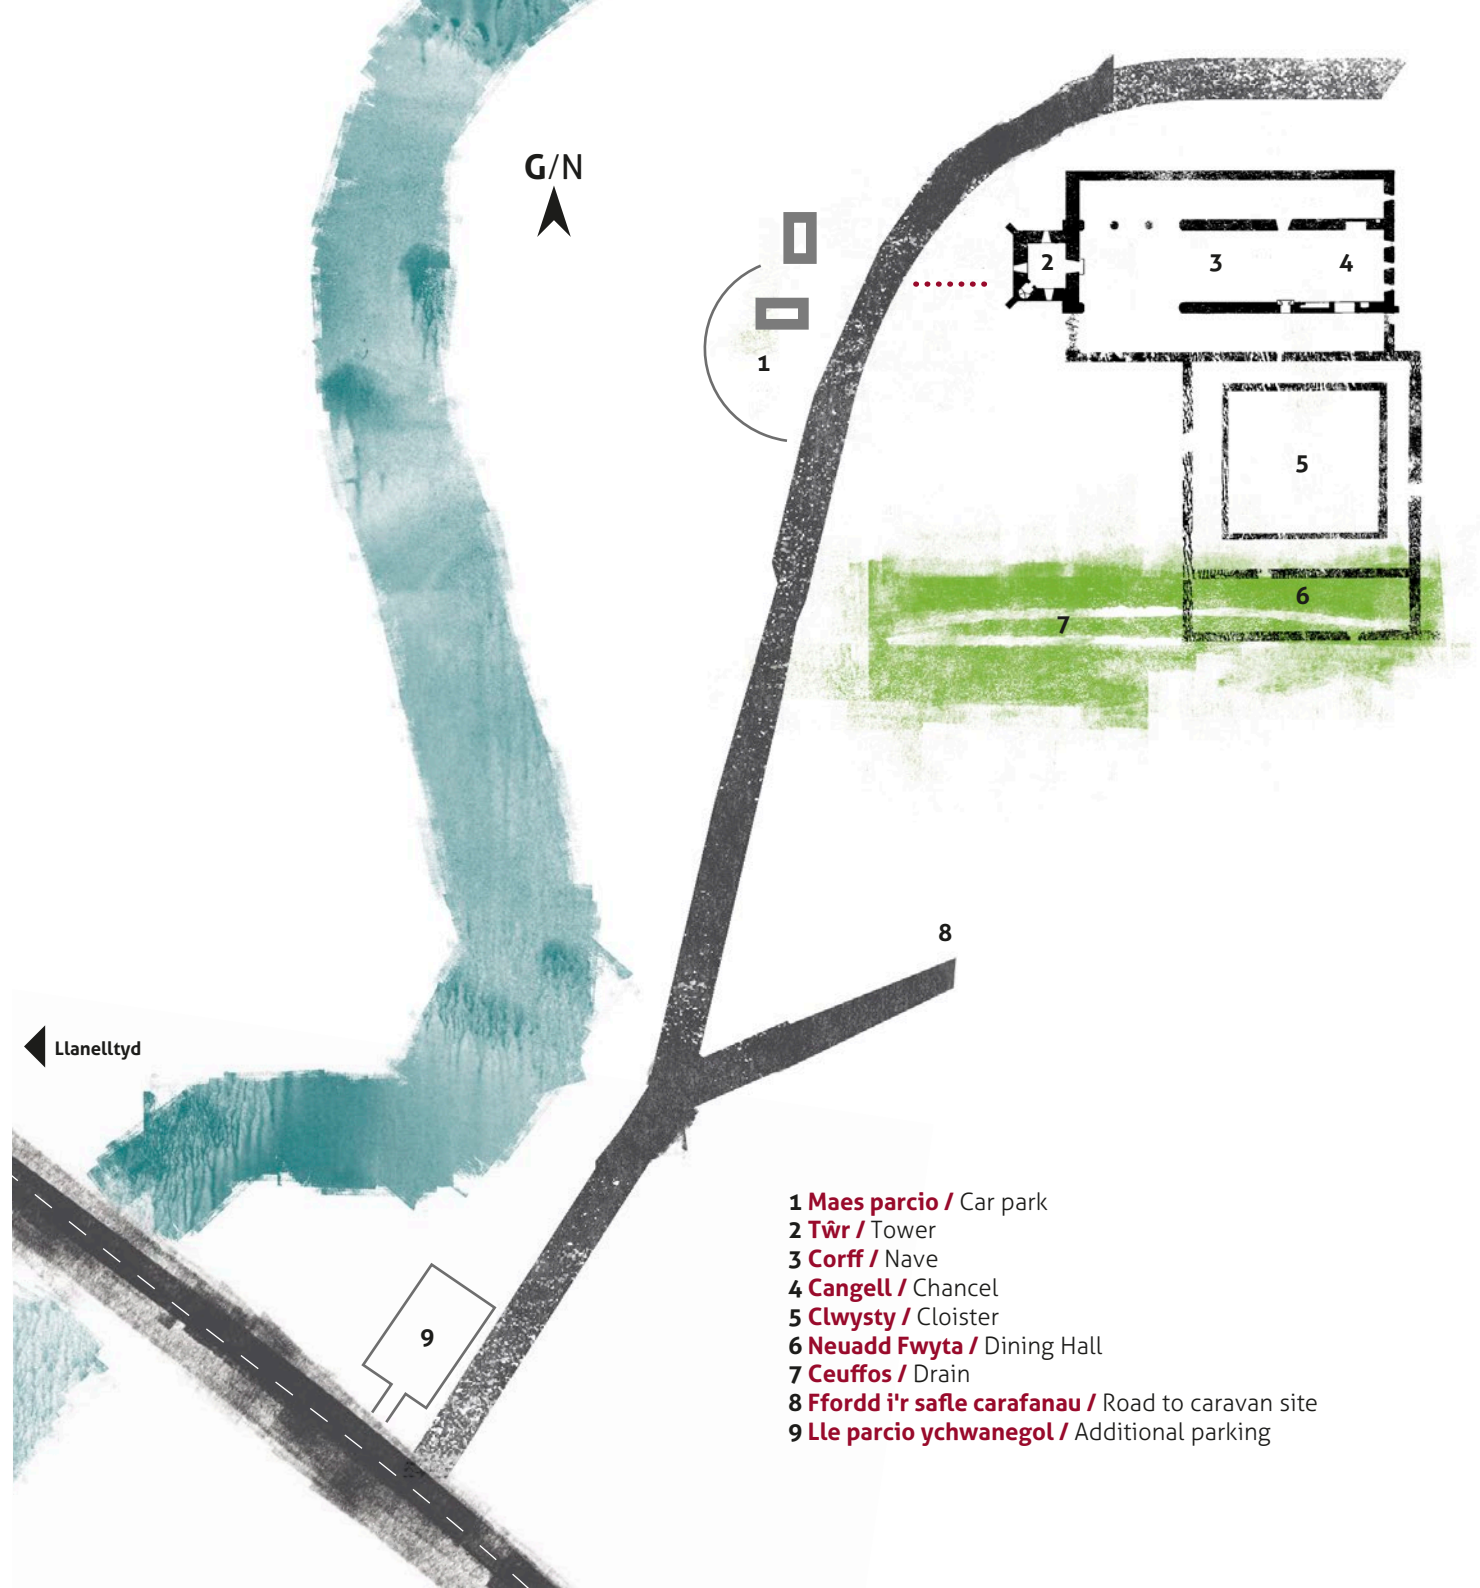 G/N
2
3
4
1
5
6
7
8
Llanelltyd
9
1 Maes parcio / Car park
2 Tŵr / Tower
3 Corff / Nave
4 Cangell / Chancel
5 Clwysty / Cloister
6 Neuadd Fwyta / Dining Hall
7 Ceuffos / Drain
8 Ffordd i'r safle carafanau / Road to caravan site
9 Lle parcio ychwanegol / Additional parking